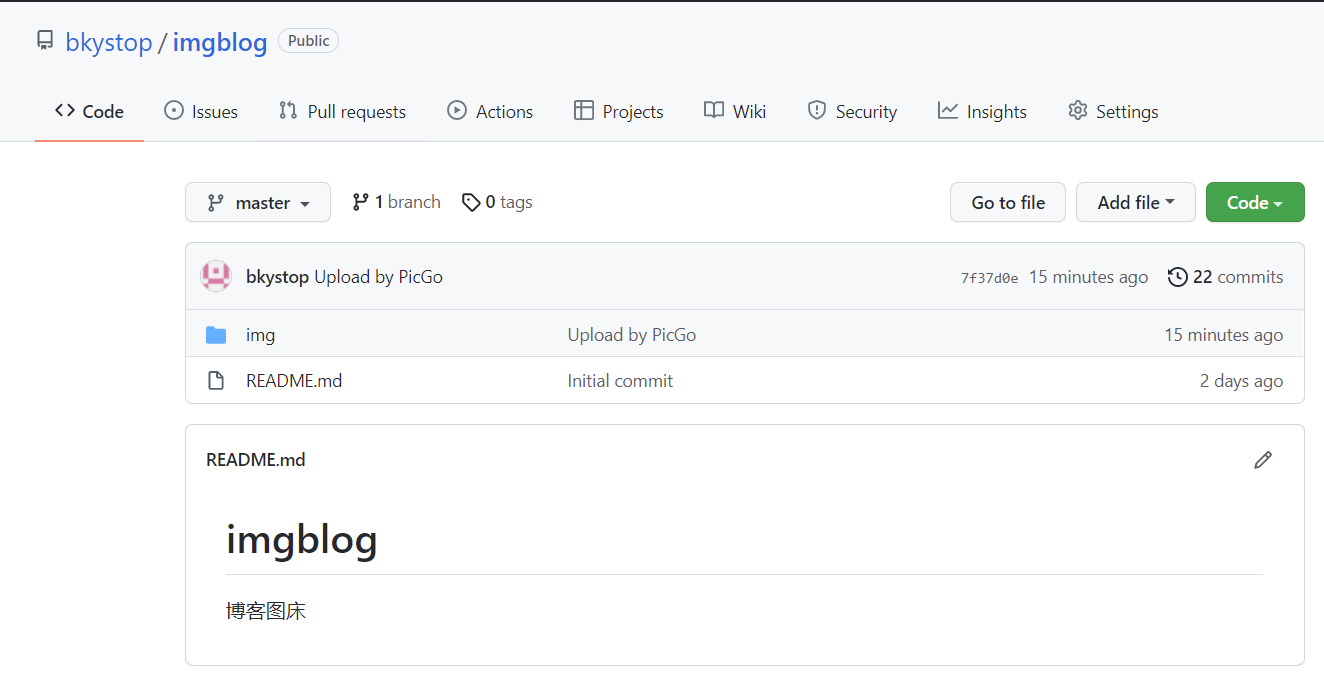 bkystop / imgblog Public
Code Issues Pull requests Actions Projects Wiki Security Insights Settings
master 1 branch 0 tags Go to file Add file Code
bkystop Upload by PicGo 7f37d0e 15 minutes ago 22 commits
img Upload by PicGo 15 minutes ago
README.md Initial commit 2 days ago
README.md
imgblog
博客图床